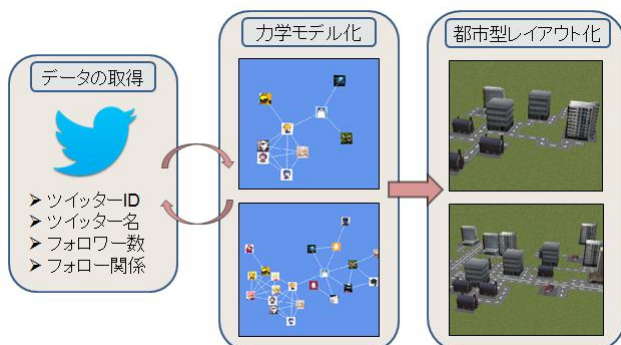 データの取得
ツイッターID
ツイッター名
フォロワー数
フォロー関係
力学モデル化
都市型レイアウト化